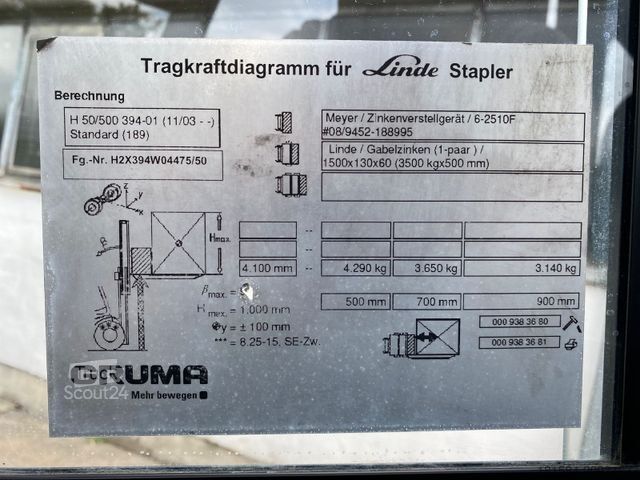 Tragkraftdiagramm für Linde Stapler
Berechnung
H 50/500 394-01 (11/03 - -)
Standard (189)
Fg.-Nr. H2X394W04475/50
Meyer / Zinkenverstellgerät / 6-2510F
#08/9452-188995
Linde / Gabelzinken (1-paar) /
1500x130x60 (3500 kgx500 mm)
z
y
x
β
Hmax.
--
--
4.100 mm -- 4.290 kg 3.650 kg 3.140 kg
500 mm 700 mm 900 mm
βmax. =
max. = 1.000 mm
y = ± 100 mm
*** = 8.25-15, SE-Zw.
000 938 36 80
000 938 36 81
KUMA
Mehr bewegen
Truck
Scout24